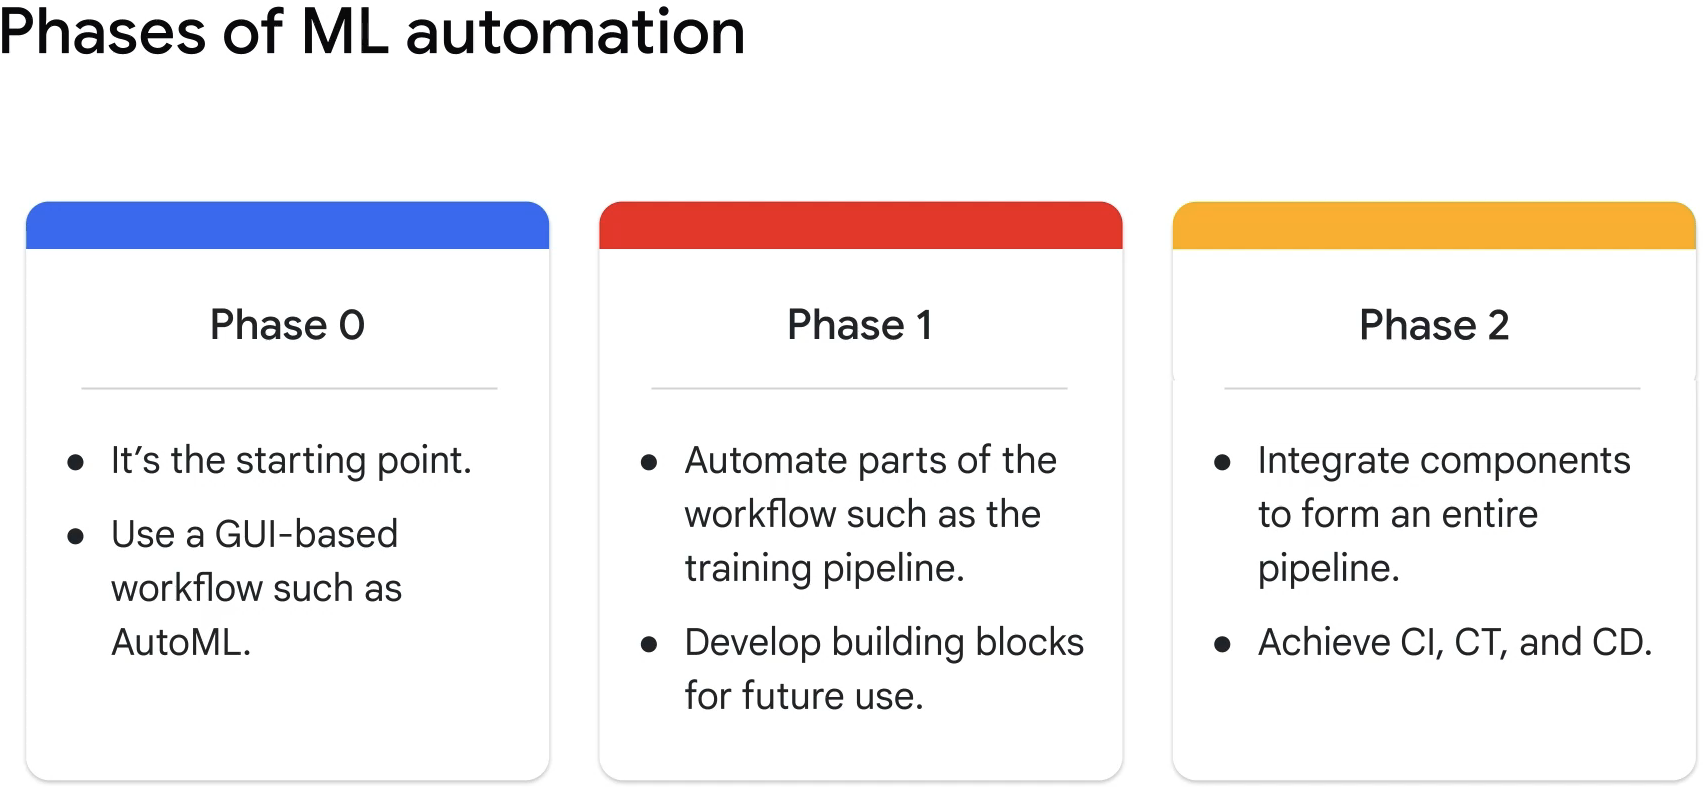 Phases of ML automation
Phase 0
● It’s the starting point.
● Use a GUI-based
workflow such as
AutoML.
Phase 1
● Automate parts of the
workflow such as the
training pipeline.
● Develop building blocks
for future use.
Phase 2
● Integrate components
to form an entire
pipeline.
● Achieve CI, CT, and CD.